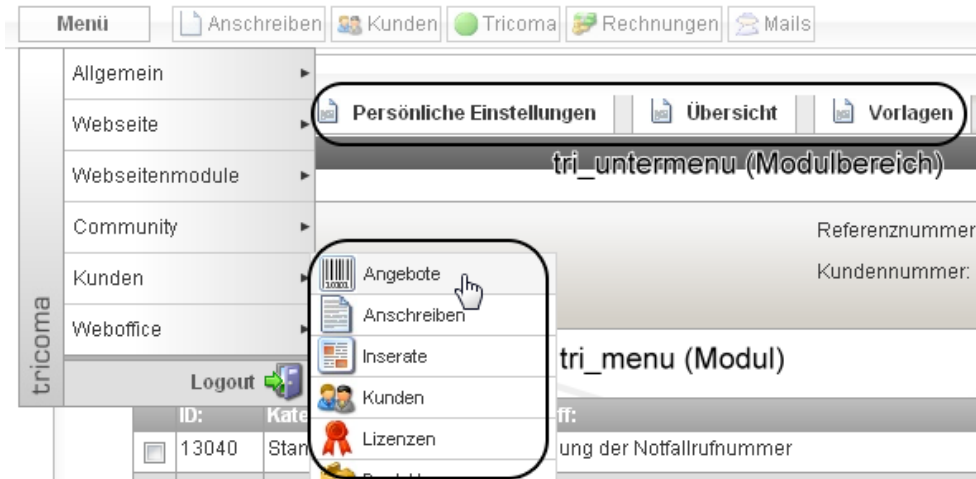 Menü Anschreiben Kunden Tricoma Rechnungen Mails
Allgemein
Persönliche Einstellungen Übersicht Vorlagen
Webseite
tri_untermenu (Modulbereich)
Webseitenmodule
Community
Referenznummer
Angebote
Kundennummer:
Kunden
Anschreiben
Weboffice
Inserate
tri_menu (Modul)
tricoma
Logout
Kunden
ID:
Lizenzen
13040
ung der Notfallrufnummer